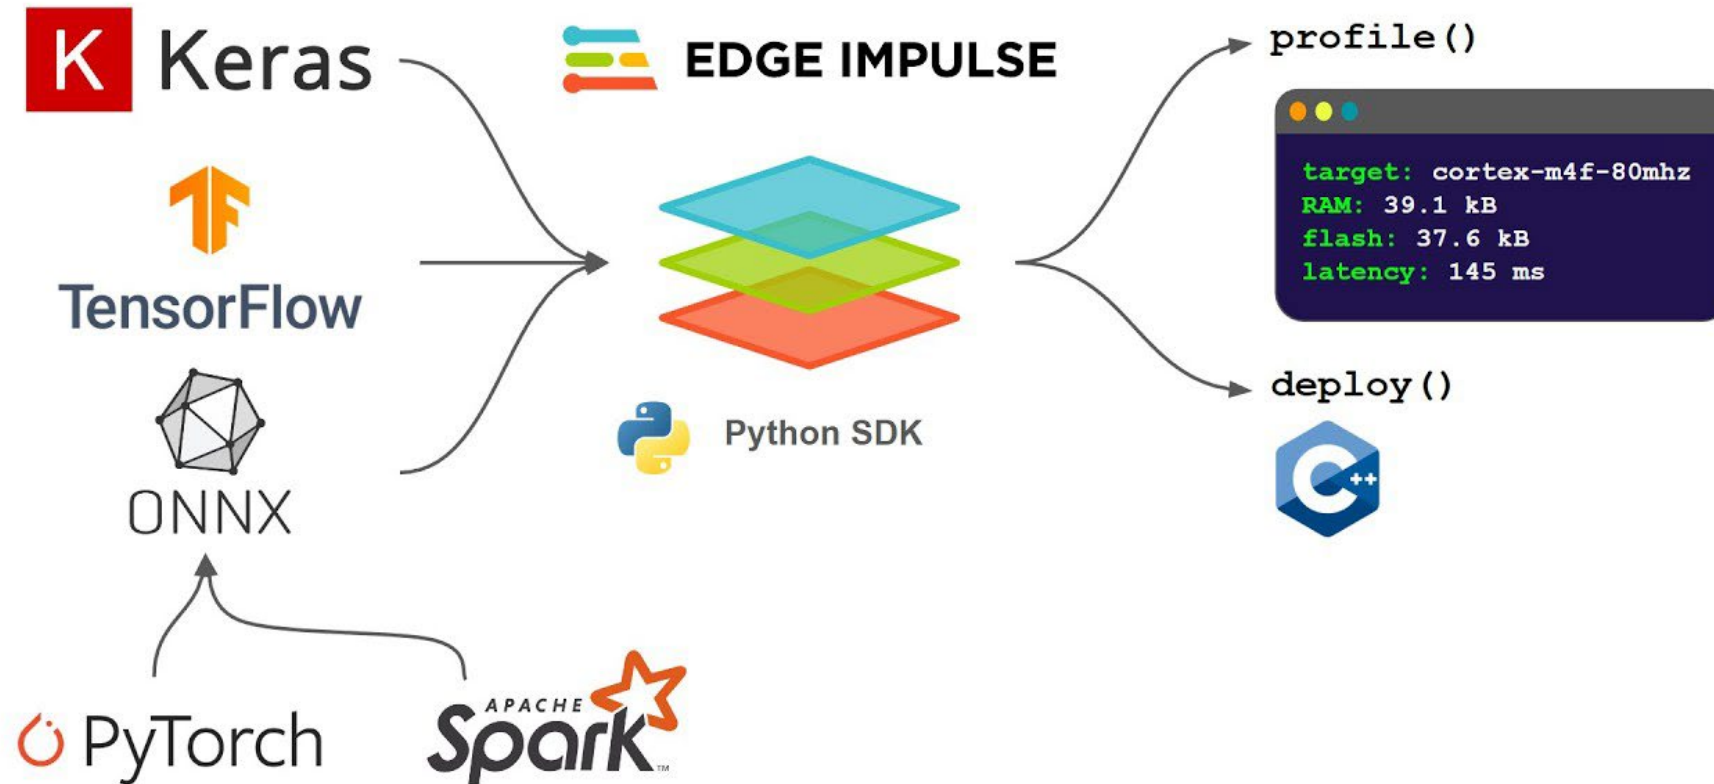 K Keras
EDGE IMPULSE
profile()
target: cortex-m4f-80mhz
RAM: 39.1 kB
flash: 37.6 kB
latency: 145 ms
TensorFlow
Python SDK
deploy()
C++
ONNX
PyTorch
APACHE
Spark™